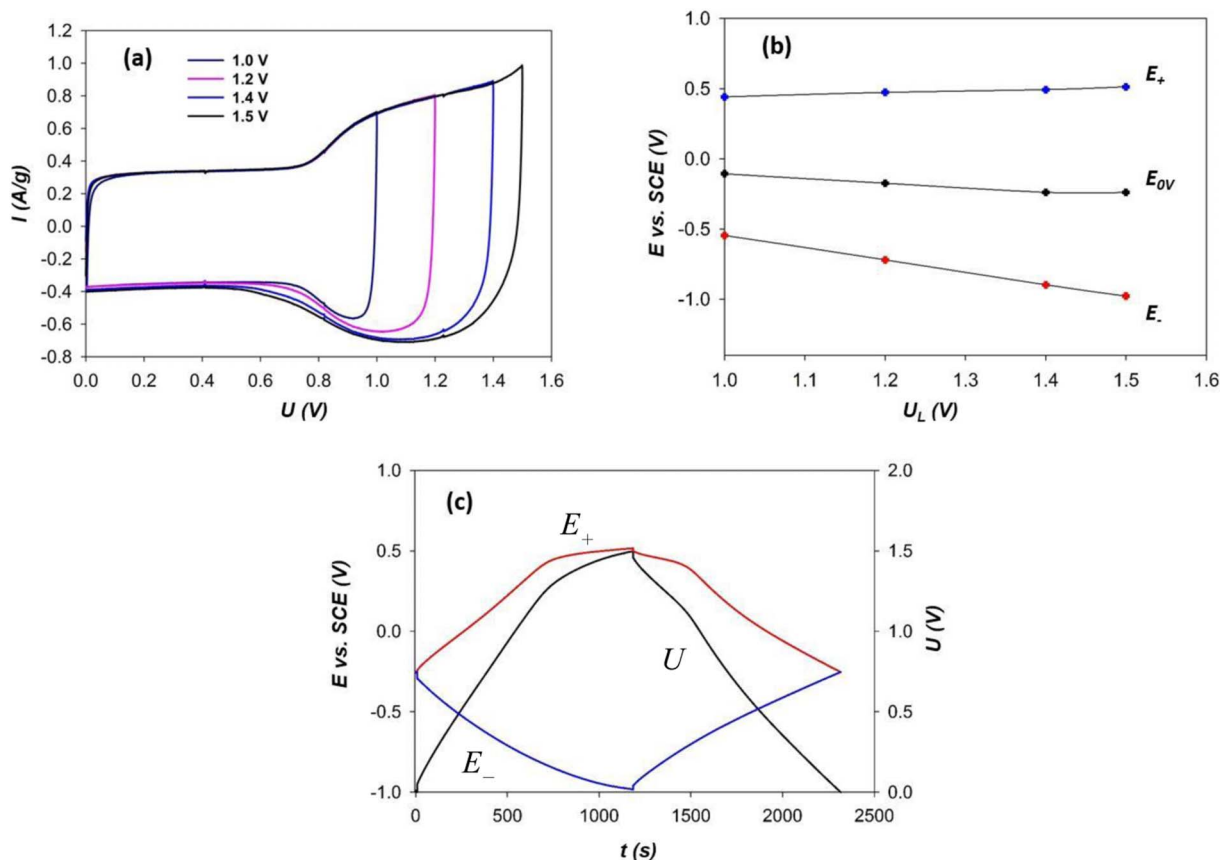 (a)
1.0 V
1.2 V
1.4 V
1.5 V
1.2
1.0
0.8
0.6
0.4
0.2
0.0
-0.2
-0.4
-0.6
-0.8
I (A/g)
0.0 0.2 0.4 0.6 0.8 1.0 1.2 1.4 1.6
U (V)
(b)
1.0
0.5
0.0
-0.5
-1.0
E vs. SCE (V)
E+
E0V
E-
1.0 1.1 1.2 1.3 1.4 1.5 1.6
UL (V)
(c)
1.0
0.5
0.0
-0.5
-1.0
E vs. SCE (V)
E+
U
E−
2.0
1.5
1.0
0.5
0.0
U (V)
0 500 1000 1500 2000 2500
t (s)